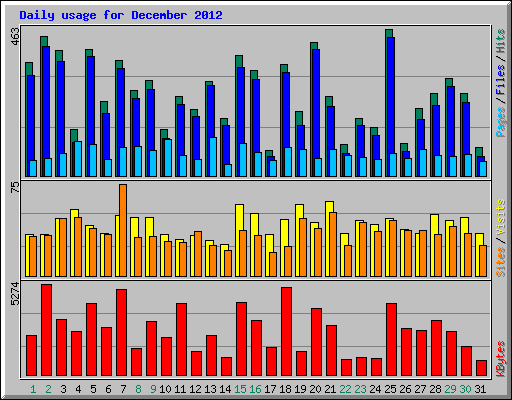 Daily usage for December 2012
463
Pages / Files / Hits
75
Sites / Visits
5274
KBytes
1 2 3 4 5 6 7 8 9 10 11 12 13 14 15 16 17 18 19 20 21 22 23 24 25 26 27 28 29 30 31